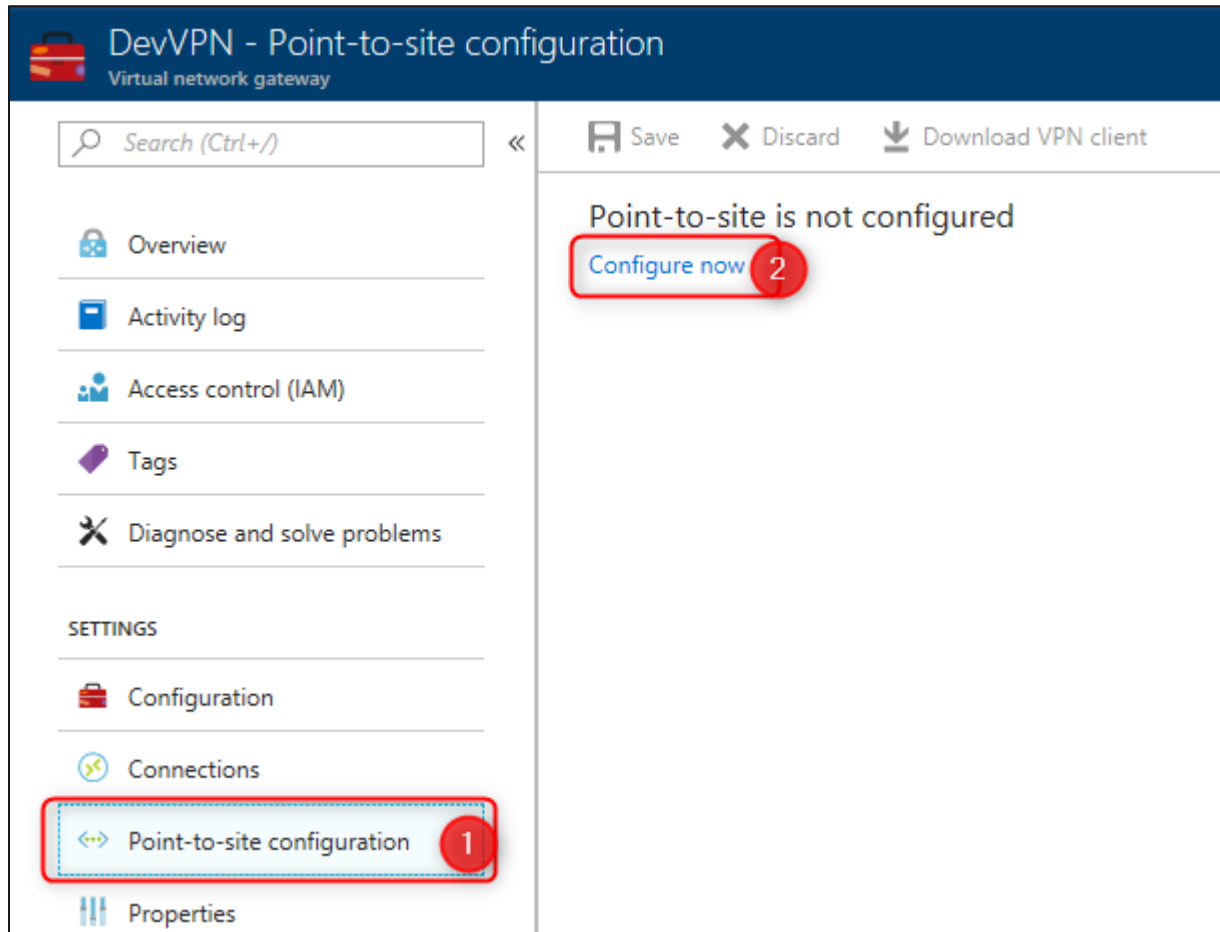 DevVPN - Point-to-site configuration
Virtual network gateway
Search (Ctrl+/)
«
Save Discard Download VPN client
Overview
Activity log
Access control (IAM)
Tags
Diagnose and solve problems
SETTINGS
Configuration
Connections
Point-to-site configuration 1
Properties
Point-to-site is not configured
Configure now 2